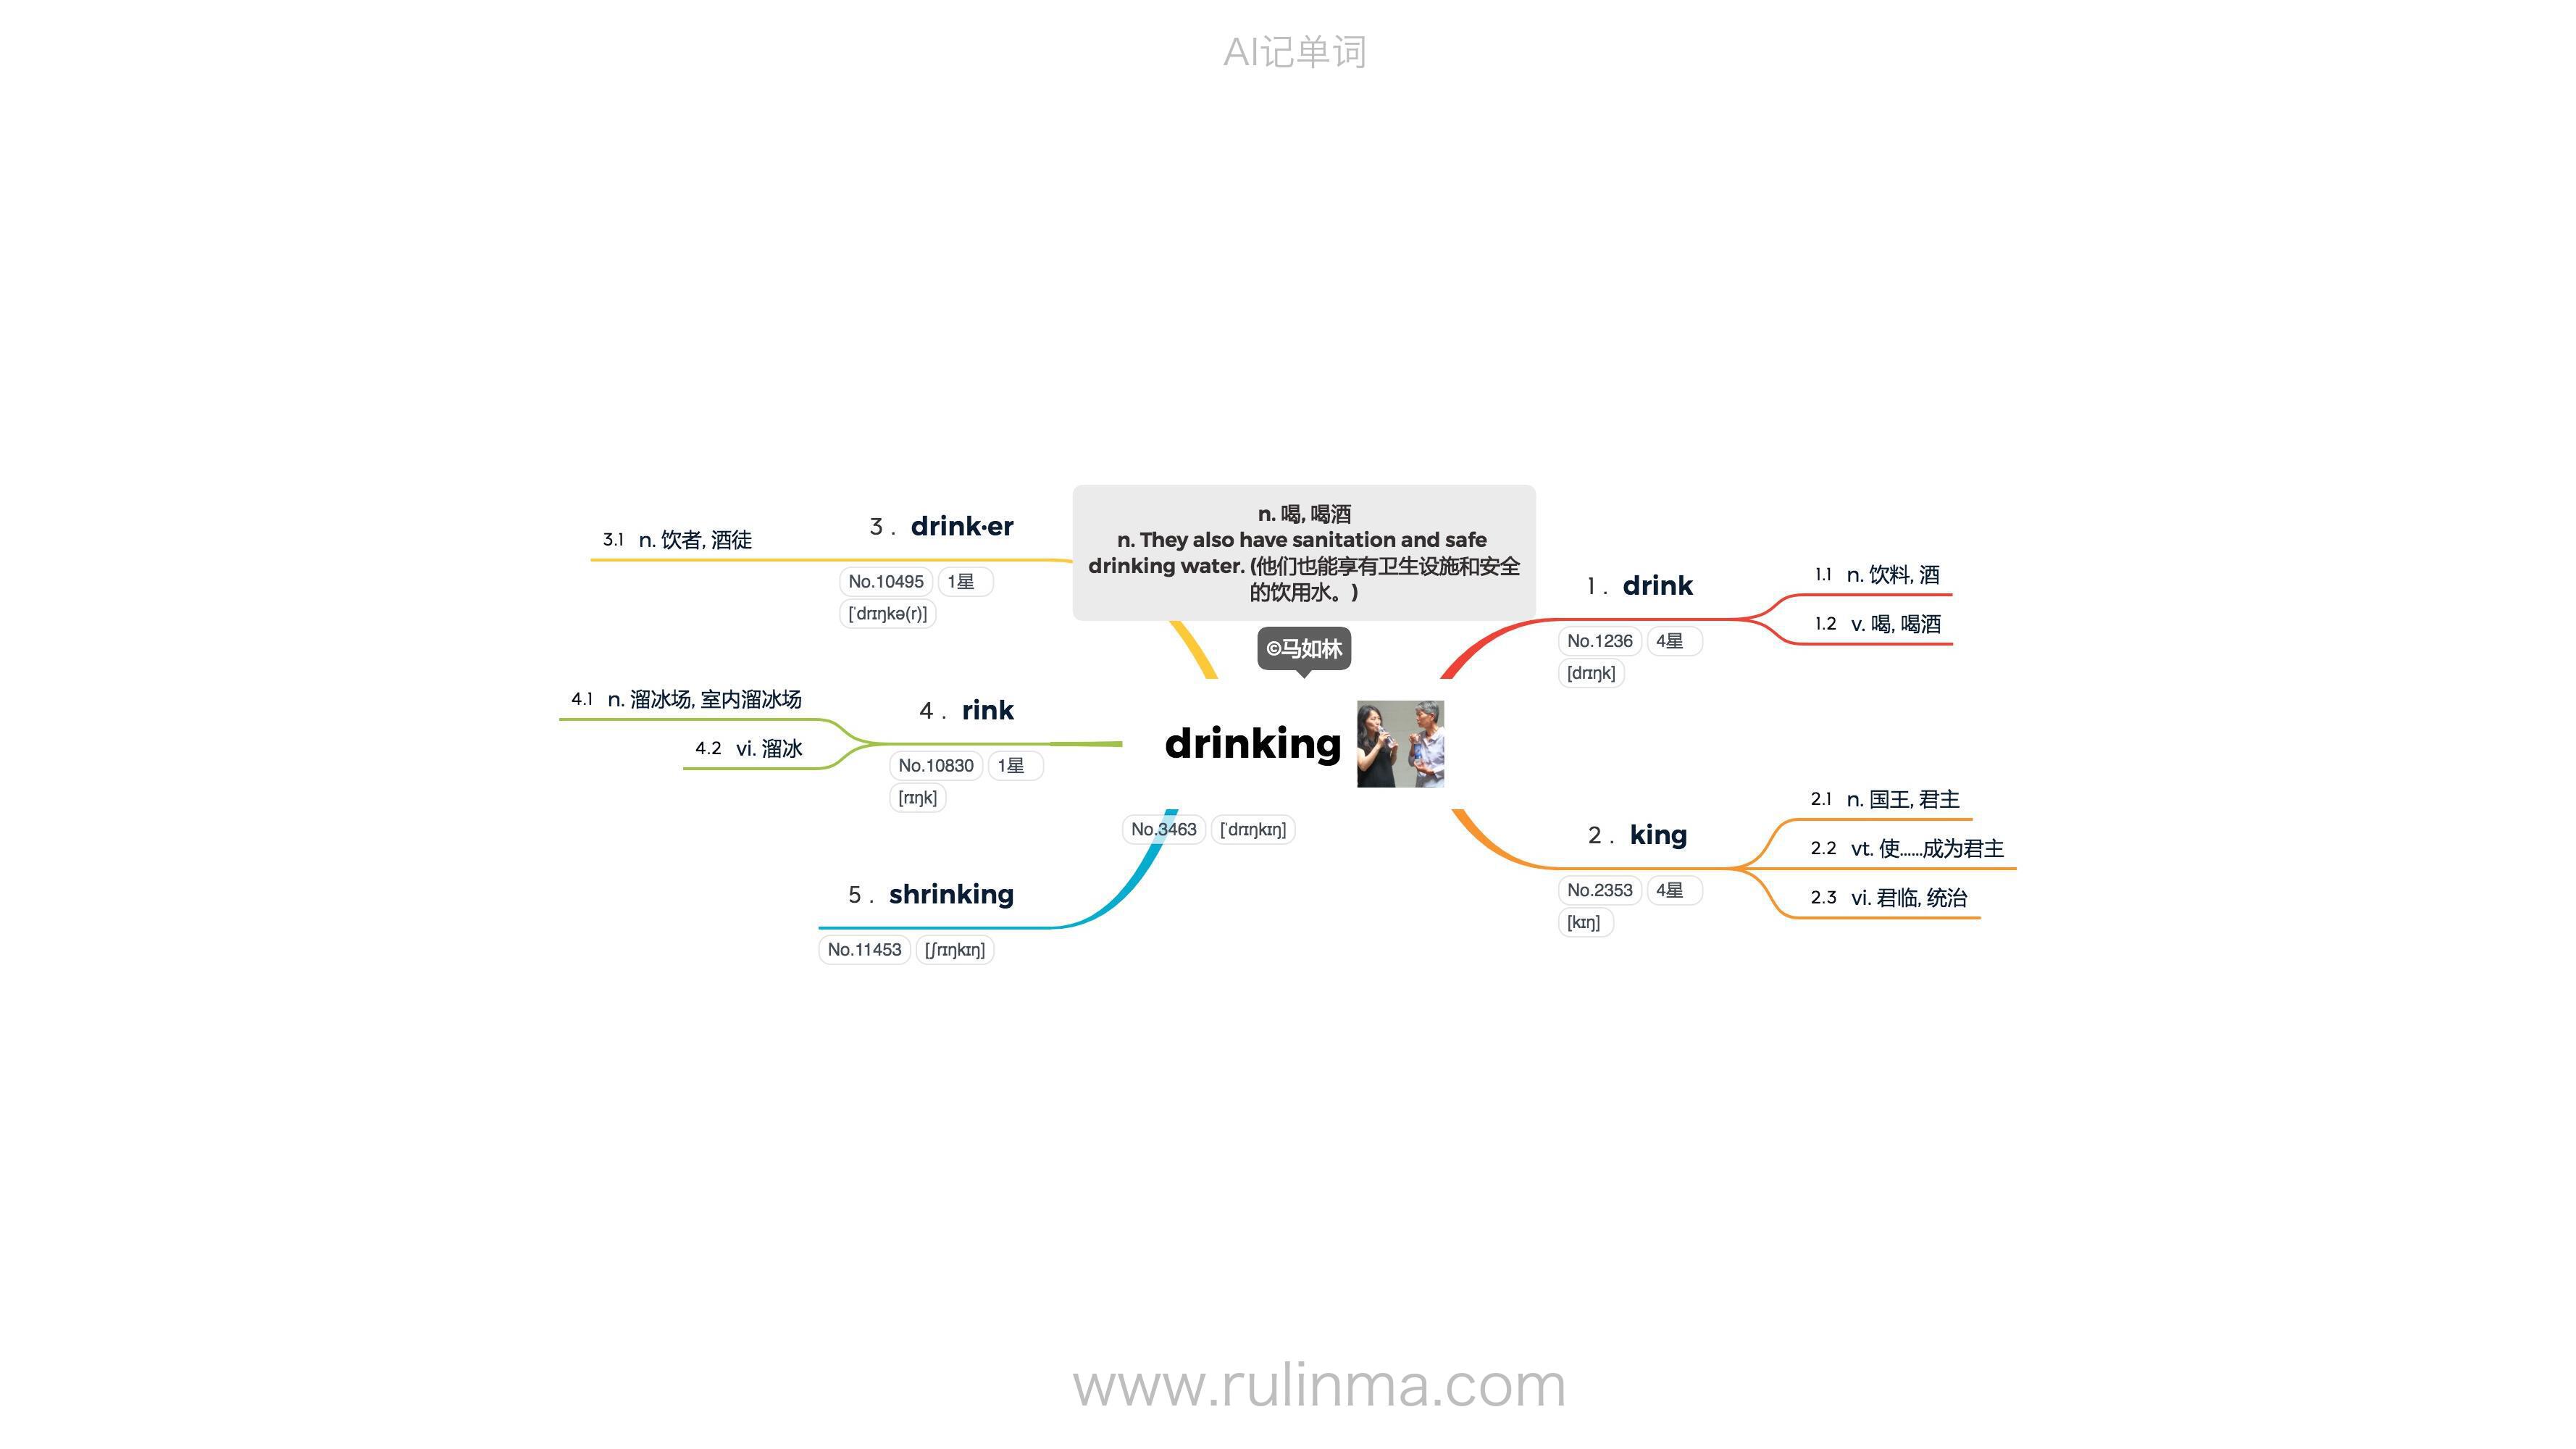 AI记单词
n. 喝, 喝酒
n. They also have sanitation and safe
drinking water. (他们也能享有卫生设施和安全
的饮用水。)
©马如林
drinking
No.3463 [ˈdrɪŋkɪŋ]
1 . drink
No.1236 4星
[drɪŋk]
1.1 n. 饮料, 酒
1.2 v. 喝, 喝酒
2 . king
No.2353 4星
[kɪŋ]
2.1 n. 国王, 君主
2.2 vt. 使......成为君主
2.3 vi. 君临, 统治
3 . drink·er
No.10495 1星
[ˈdrɪŋkə(r)]
3.1 n. 饮者, 酒徒
4 . rink
No.10830 1星
[rɪŋk]
4.1 n. 溜冰场, 室内溜冰场
4.2 vi. 溜冰
5 . shrinking
No.11453 [ʃrɪŋkɪŋ]
www.rulinma.com